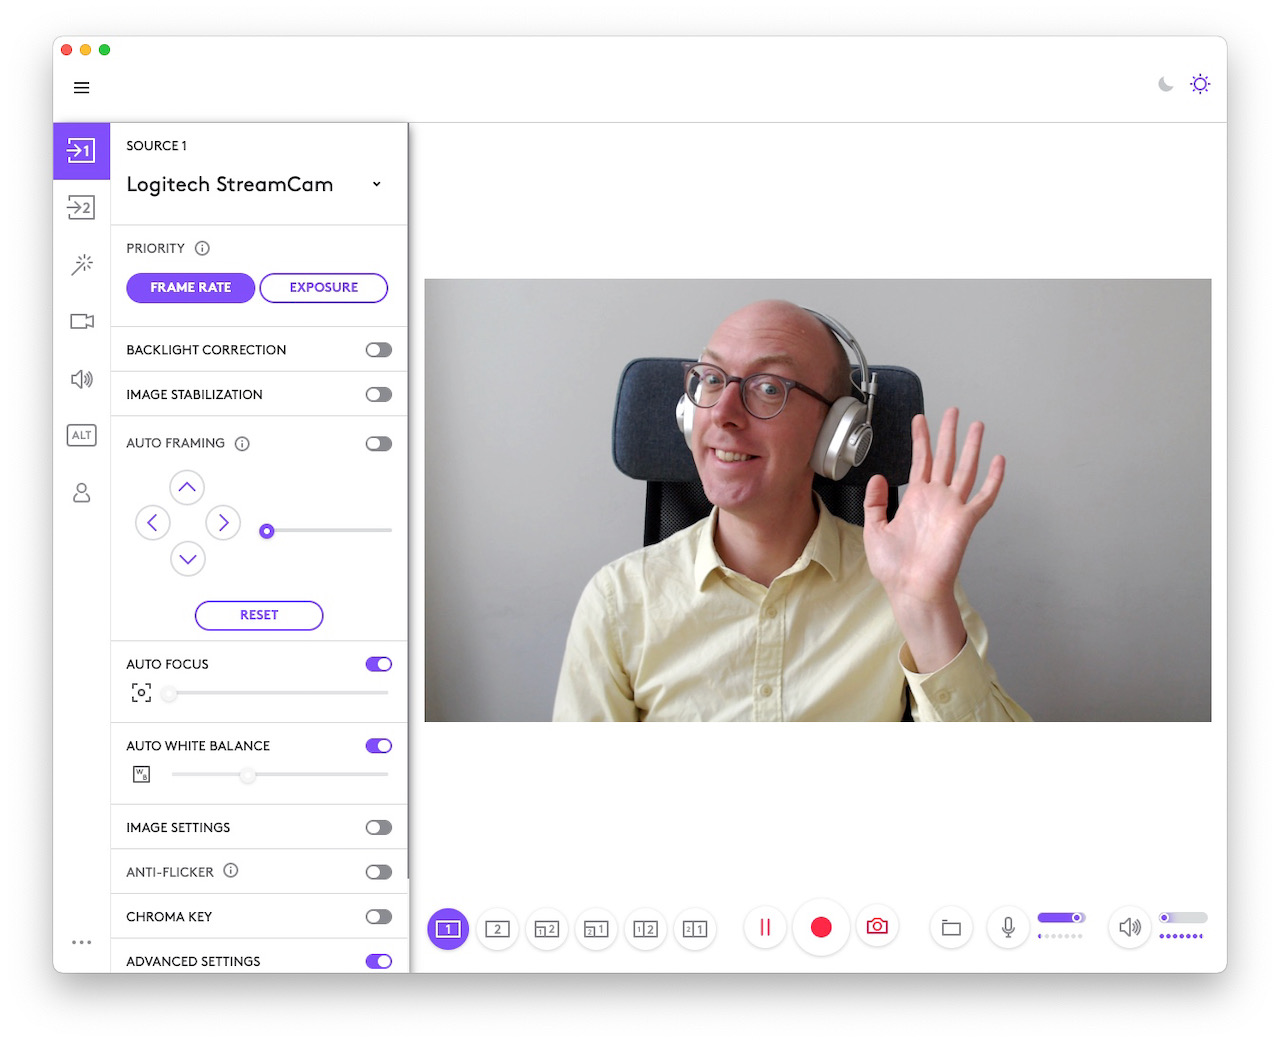 1
SOURCE 1
Logitech StreamCam
2
PRIORITY
FRAME RATE
EXPOSURE
BACKLIGHT CORRECTION
IMAGE STABILIZATION
ALT
AUTO FRAMING
RESET
AUTO FOCUS
AUTO WHITE BALANCE
W B
IMAGE SETTINGS
ANTI-FLICKER
CHROMA KEY
ADVANCED SETTINGS
1
2
1 2
2 1
1 2
2 1